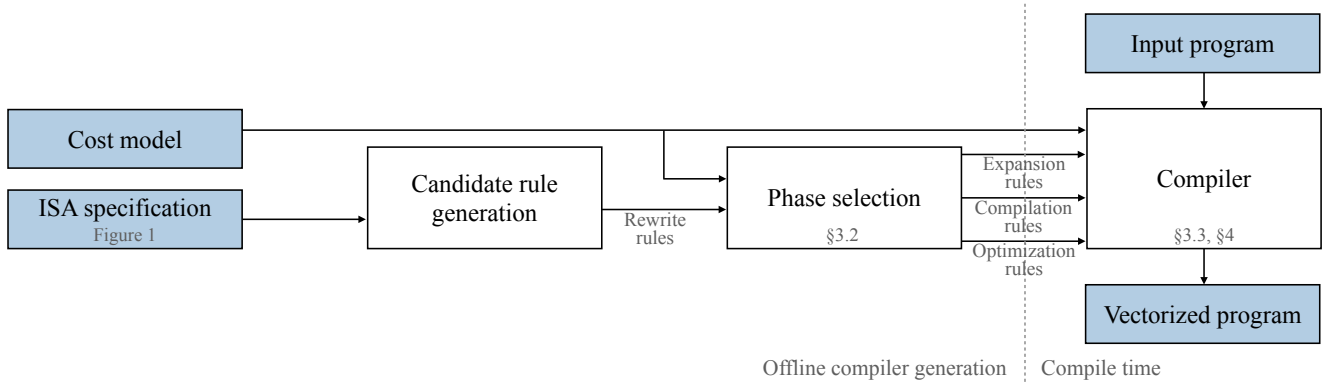 Input program
Cost model
ISA specification
Figure 1
Candidate rule
generation
Rewrite
rules
Phase selection
§3.2
Expansion
rules
Compilation
rules
Optimization
rules
Compiler
§3.3, §4
Vectorized program
Offline compiler generation
Compile time